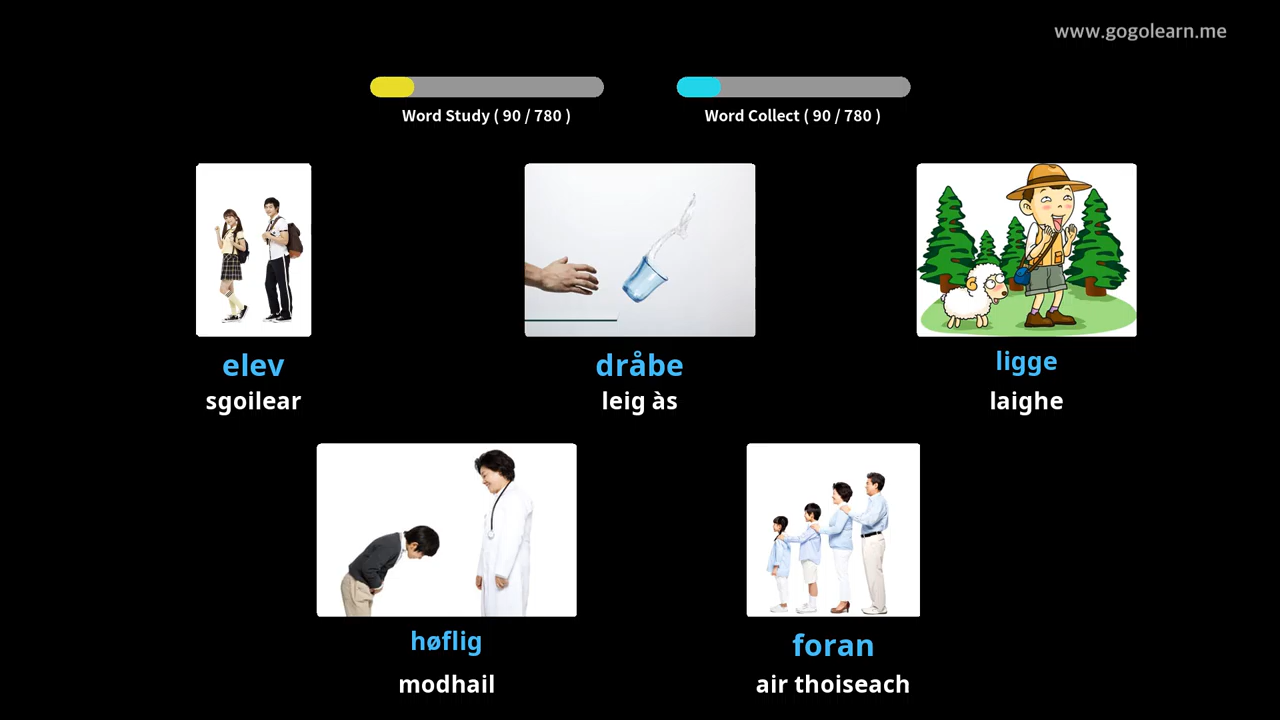 www.gogolearn.me
Word Study ( 90 / 780 )
Word Collect ( 90 / 780 )
elev
sgoilear
dråbe
leig às
ligge
laighe
høflig
modhail
foran
air thoiseach